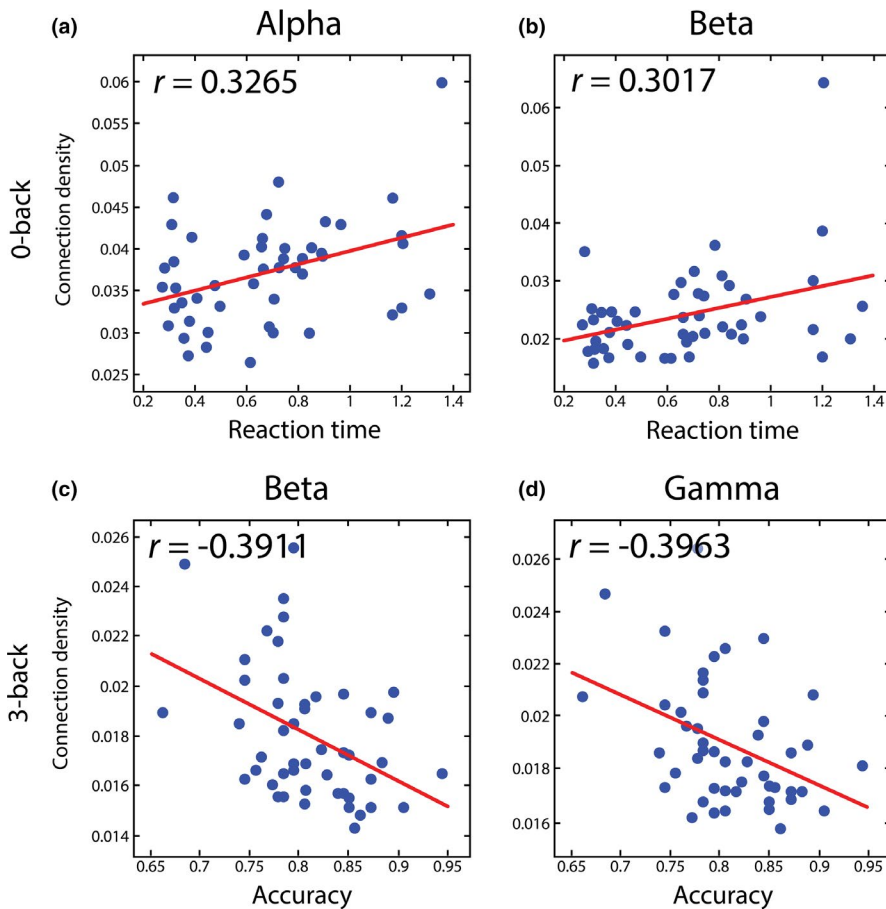 (a) Alpha
0-back
Connection density
r = 0.3265
0.06
0.055
0.05
0.045
0.04
0.035
0.03
0.025
0.2 0.4 0.6 0.8 1 1.2 1.4
Reaction time
(b) Beta
r = 0.3017
0.06
0.05
0.04
0.03
0.02
0.2 0.4 0.6 0.8 1 1.2 1.4
Reaction time
(c) Beta
3-back
Connection density
r = -0.3911
0.026
0.024
0.022
0.02
0.018
0.016
0.014
0.65 0.7 0.75 0.8 0.85 0.9 0.95
Accuracy
(d) Gamma
r = -0.3963
0.026
0.024
0.022
0.02
0.018
0.016
0.65 0.7 0.75 0.8 0.85 0.9 0.95
Accuracy